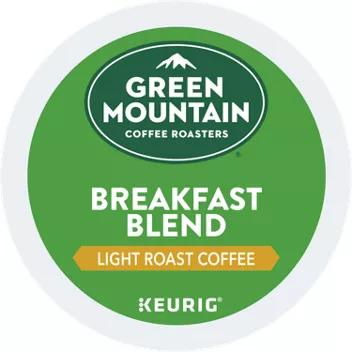 GREEN
MOUNTAIN
COFFEE ROASTERS
®
BREAKFAST
BLEND
LIGHT ROAST COFFEE
KEURIG®